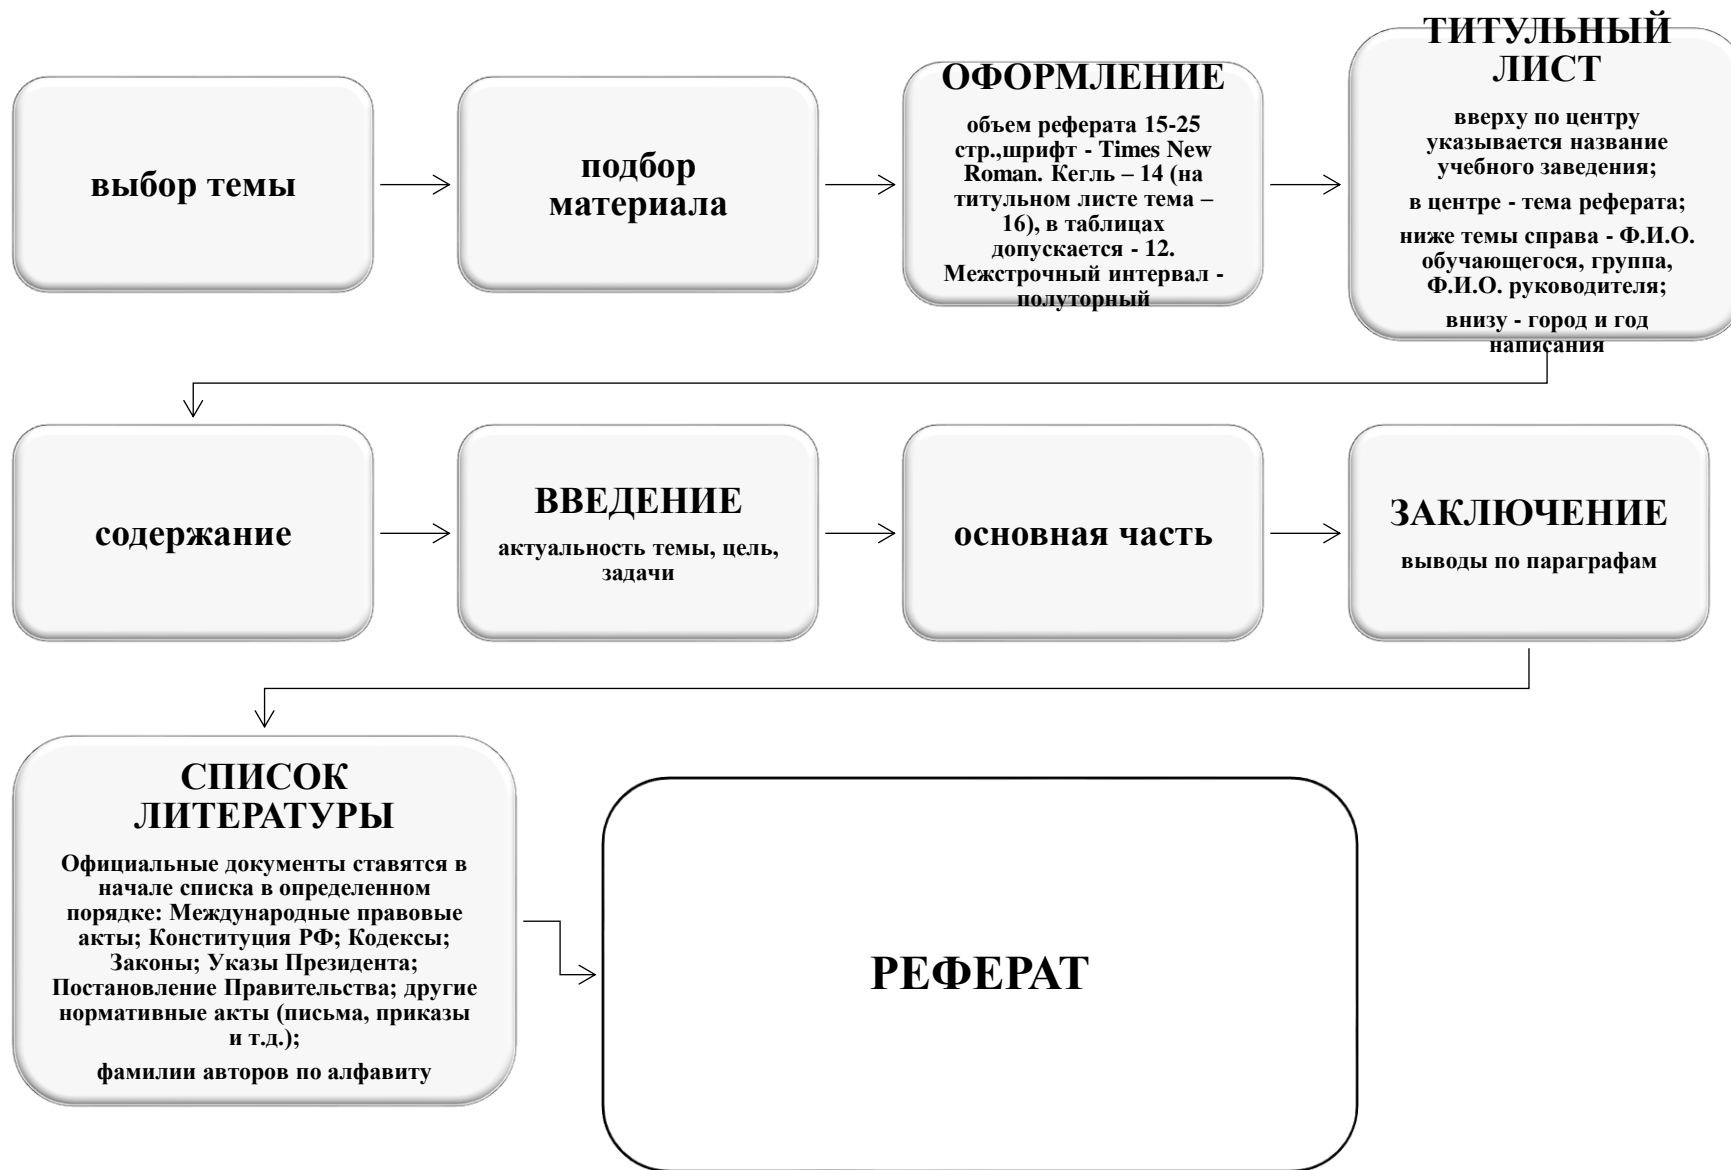 выбор темы
подбор
материала
ОФОРМЛЕНИЕ
объем реферата 15-25
стр.,шрифт - Times New
Roman. Кегль – 14 (на
титульном листе тема –
16), в таблицах
допускается - 12.
Межстрочный интервал -
полуторный
ТИТУЛЬНЫЙ
ЛИСТ
вверху по центру
указывается название
учебного заведения;
в центре - тема реферата;
ниже темы справа - Ф.И.О.
обучающегося, группа,
Ф.И.О. руководителя;
внизу - город и год
написания
содержание
ВВЕДЕНИЕ
актуальность темы, цель,
задачи
основная часть
ЗАКЛЮЧЕНИЕ
выводы по параграфам
СПИСОК
ЛИТЕРАТУРЫ
Официальные документы ставятся в
начале списка в определенном
порядке: Международные правовые
акты; Конституция РФ; Кодексы;
Законы; Указы Президента;
Постановление Правительства; другие
нормативные акты (письма, приказы
и т.д.);
фамилии авторов по алфавиту
РЕФЕРАТ